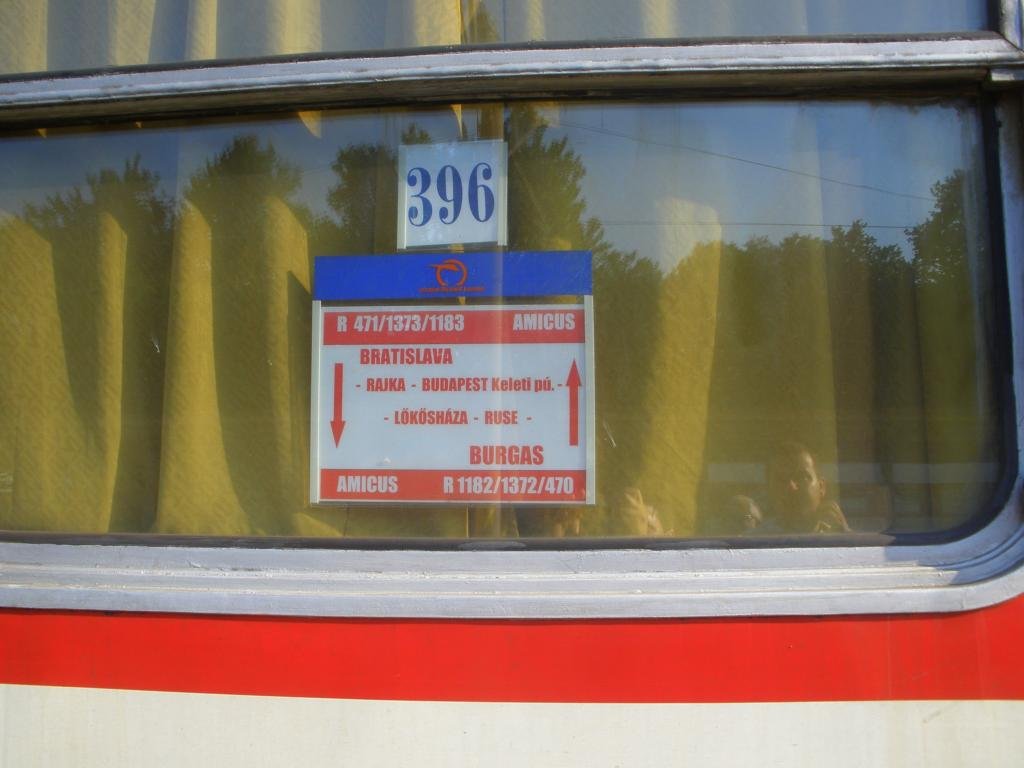 396
R 471/1373/1183 AMICUS
BRATISLAVA
- RAJKA - BUDAPEST Keleti pú. -
- LŐKÖSHÁZA - RUSE -
BURGAS
AMICUS R 1182/1372/470